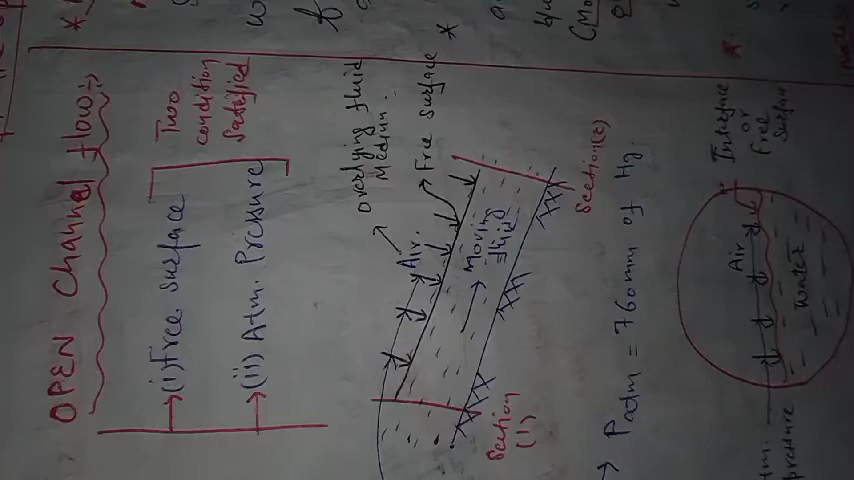 OPEN Channel flow:-
(i) Free surface
(ii) Atm. Pressure
Two
condition
Satisfied
overlying fluid
Medium.
Free surface
Air.
Moving
fluid
Section
(1)
Section(2)
→ Patm = 760mm of Hg.
Interface
or
Free
Surface
Air
Water
pressure